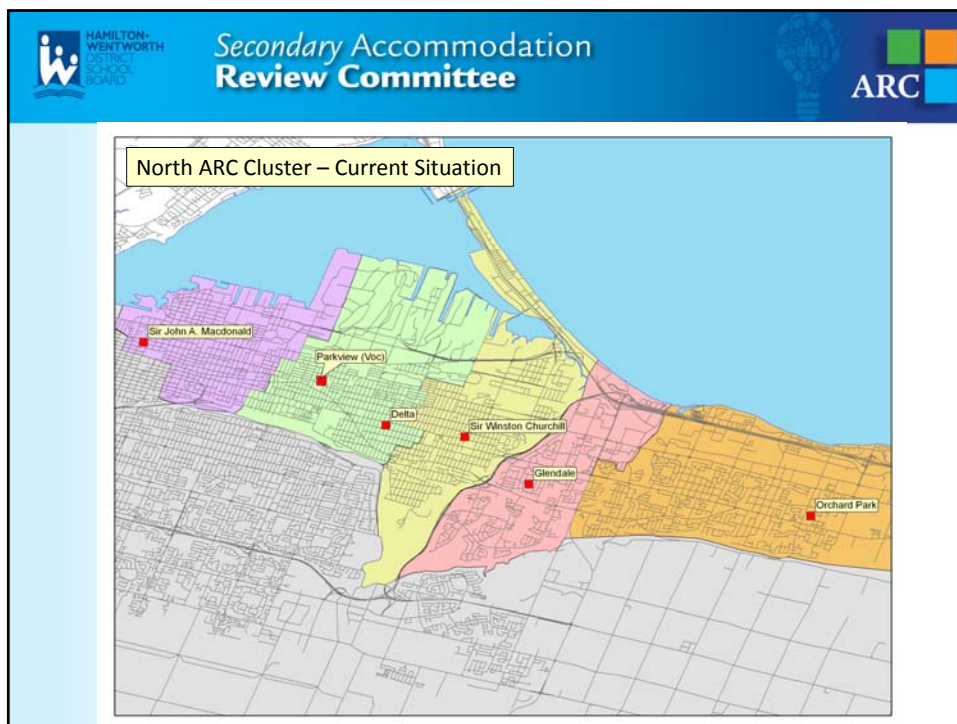 HAMILTON-
WENTWORTH
DISTRICT
SCHOOL
BOARD
Secondary Accommodation
Review Committee
ARC
North ARC Cluster – Current Situation
Sir John A. Macdonald
Parkview (Voc)
Delta
Sir Winston Churchill
Glendale
Orchard Park